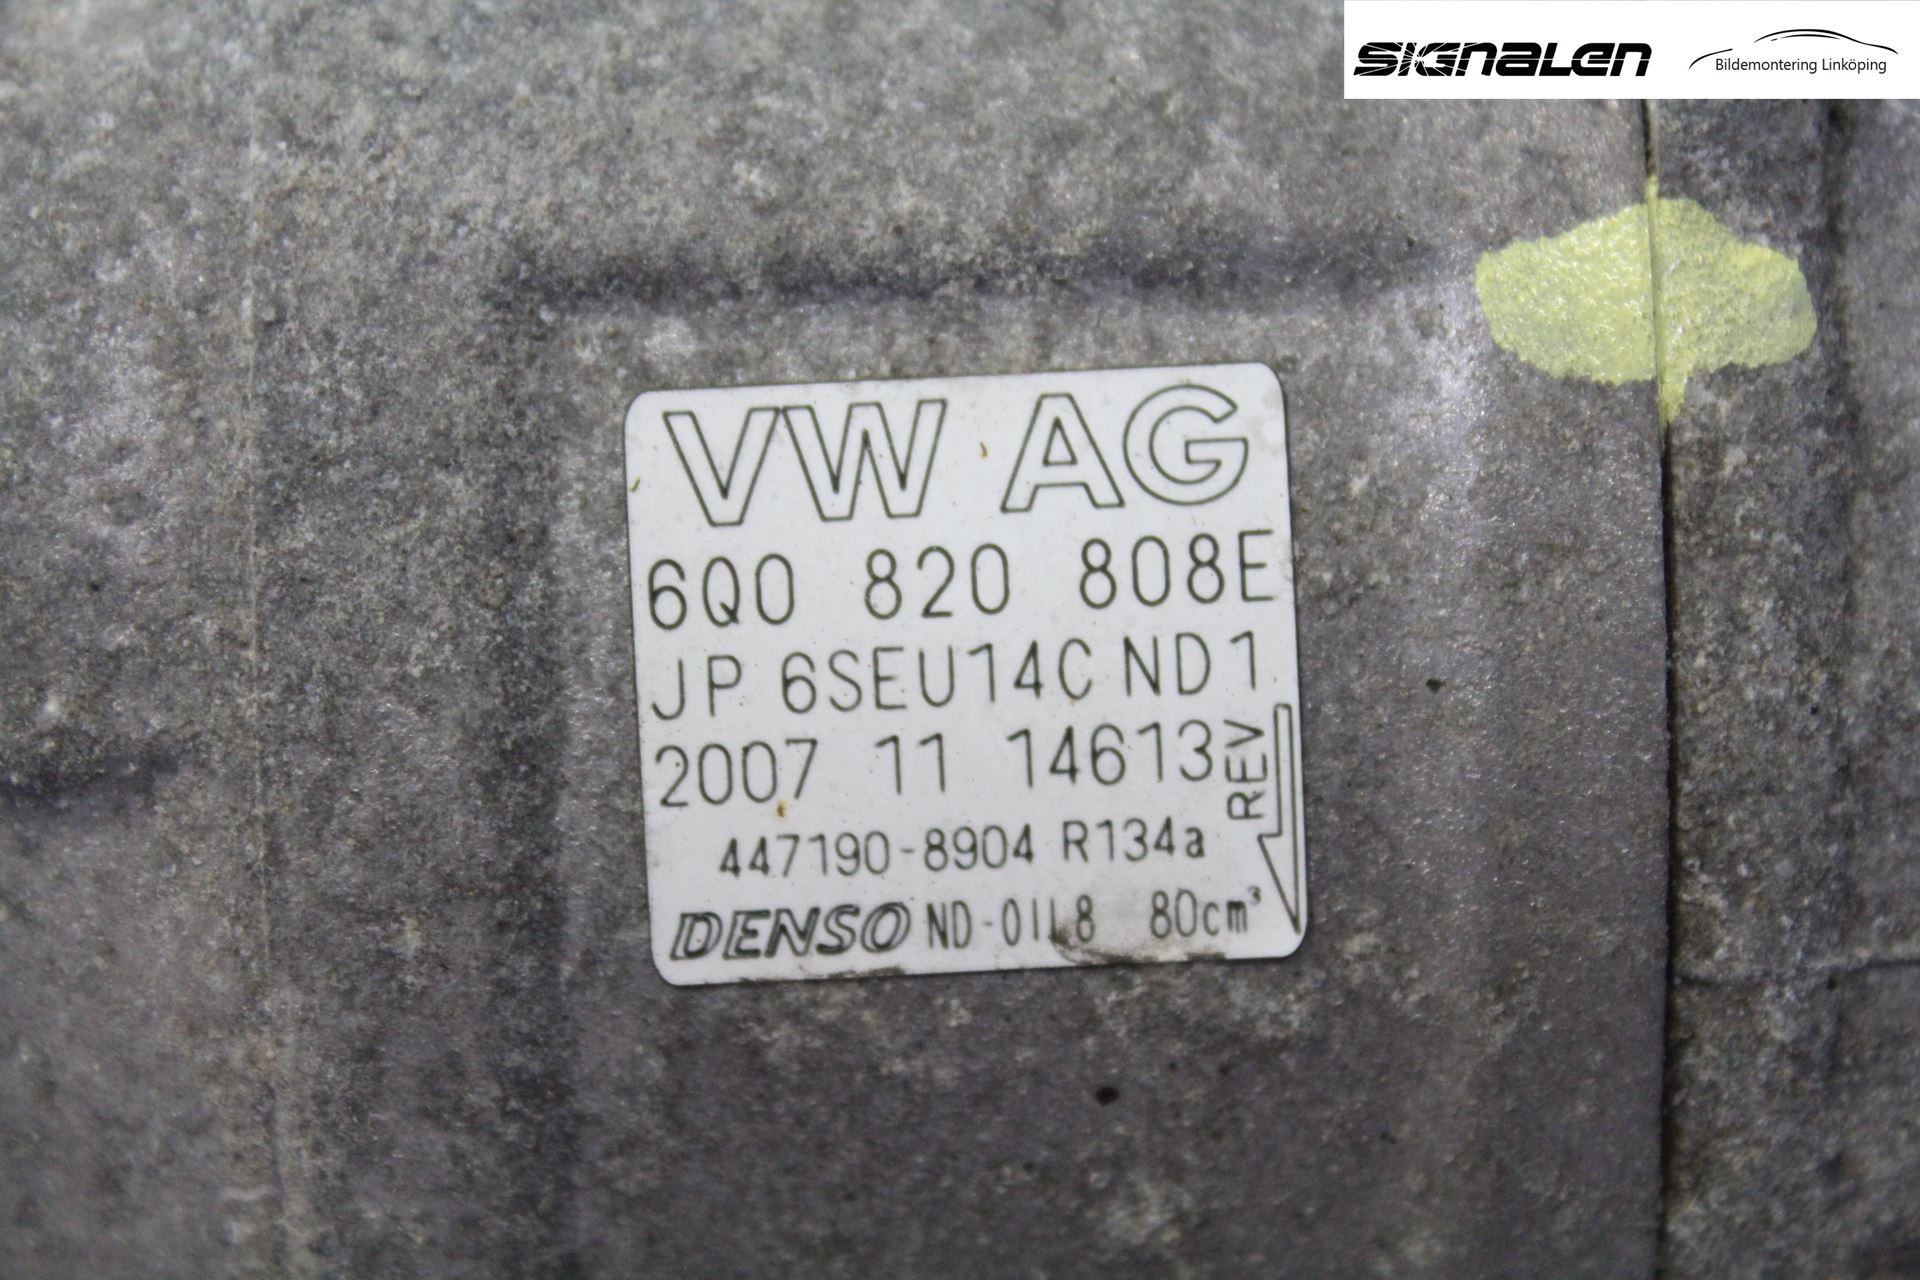 SIGNALEN
Bildemontering Linköping
VW AG
6Q0 820 808E
JP 6SEU14C ND1
2007 11 14613
REV
447190-8904 R134a
DENSO ND-OIL8 80cm³